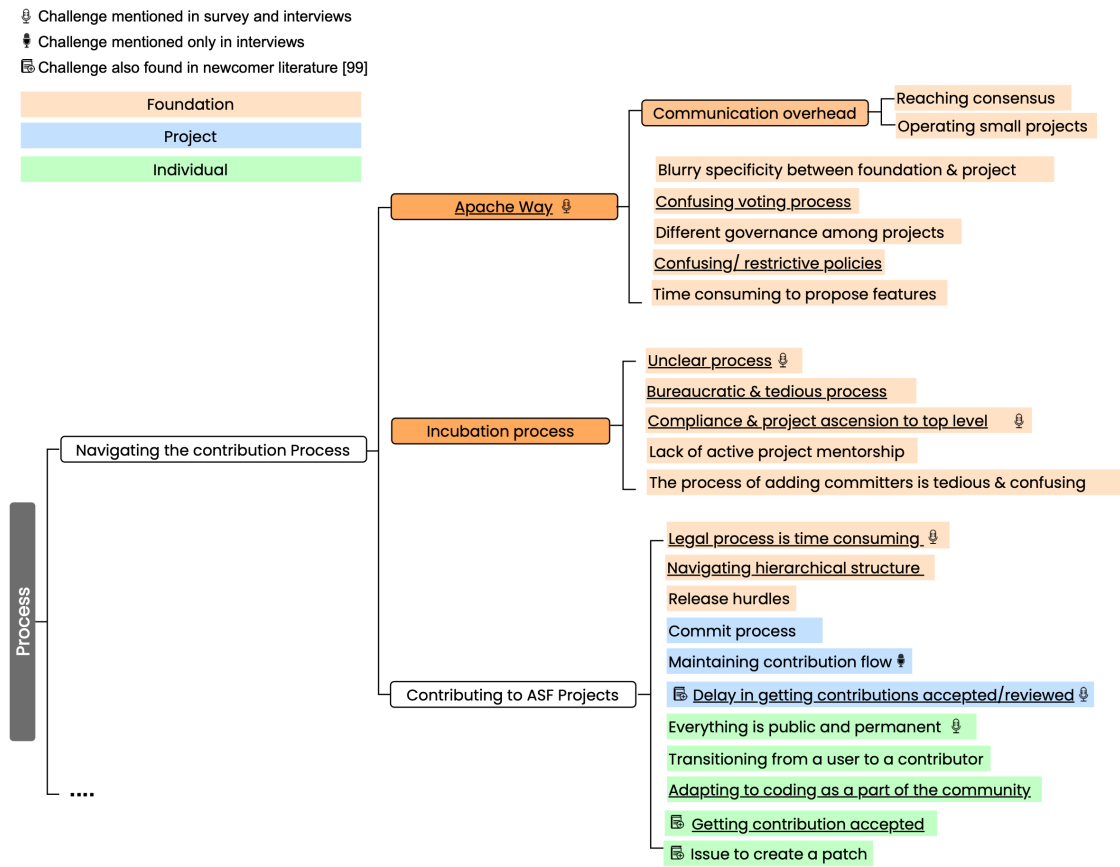 Challenge mentioned in survey and interviews
Challenge mentioned only in interviews
Challenge also found in newcomer literature [99]
Foundation
Project
Individual
Process
Navigating the contribution Process
....
Apache Way
Communication overhead
Reaching consensus
Operating small projects
Blurry specificity between foundation & project
Confusing voting process
Different governance among projects
Confusing/ restrictive policies
Time consuming to propose features
Incubation process
Unclear process
Bureaucratic & tedious process
Compliance & project ascension to top level
Lack of active project mentorship
The process of adding committers is tedious & confusing
Contributing to ASF Projects
Legal process is time consuming
Navigating hierarchical structure
Release hurdles
Commit process
Maintaining contribution flow
Delay in getting contributions accepted/reviewed
Everything is public and permanent
Transitioning from a user to a contributor
Adapting to coding as a part of the community
Getting contribution accepted
Issue to create a patch